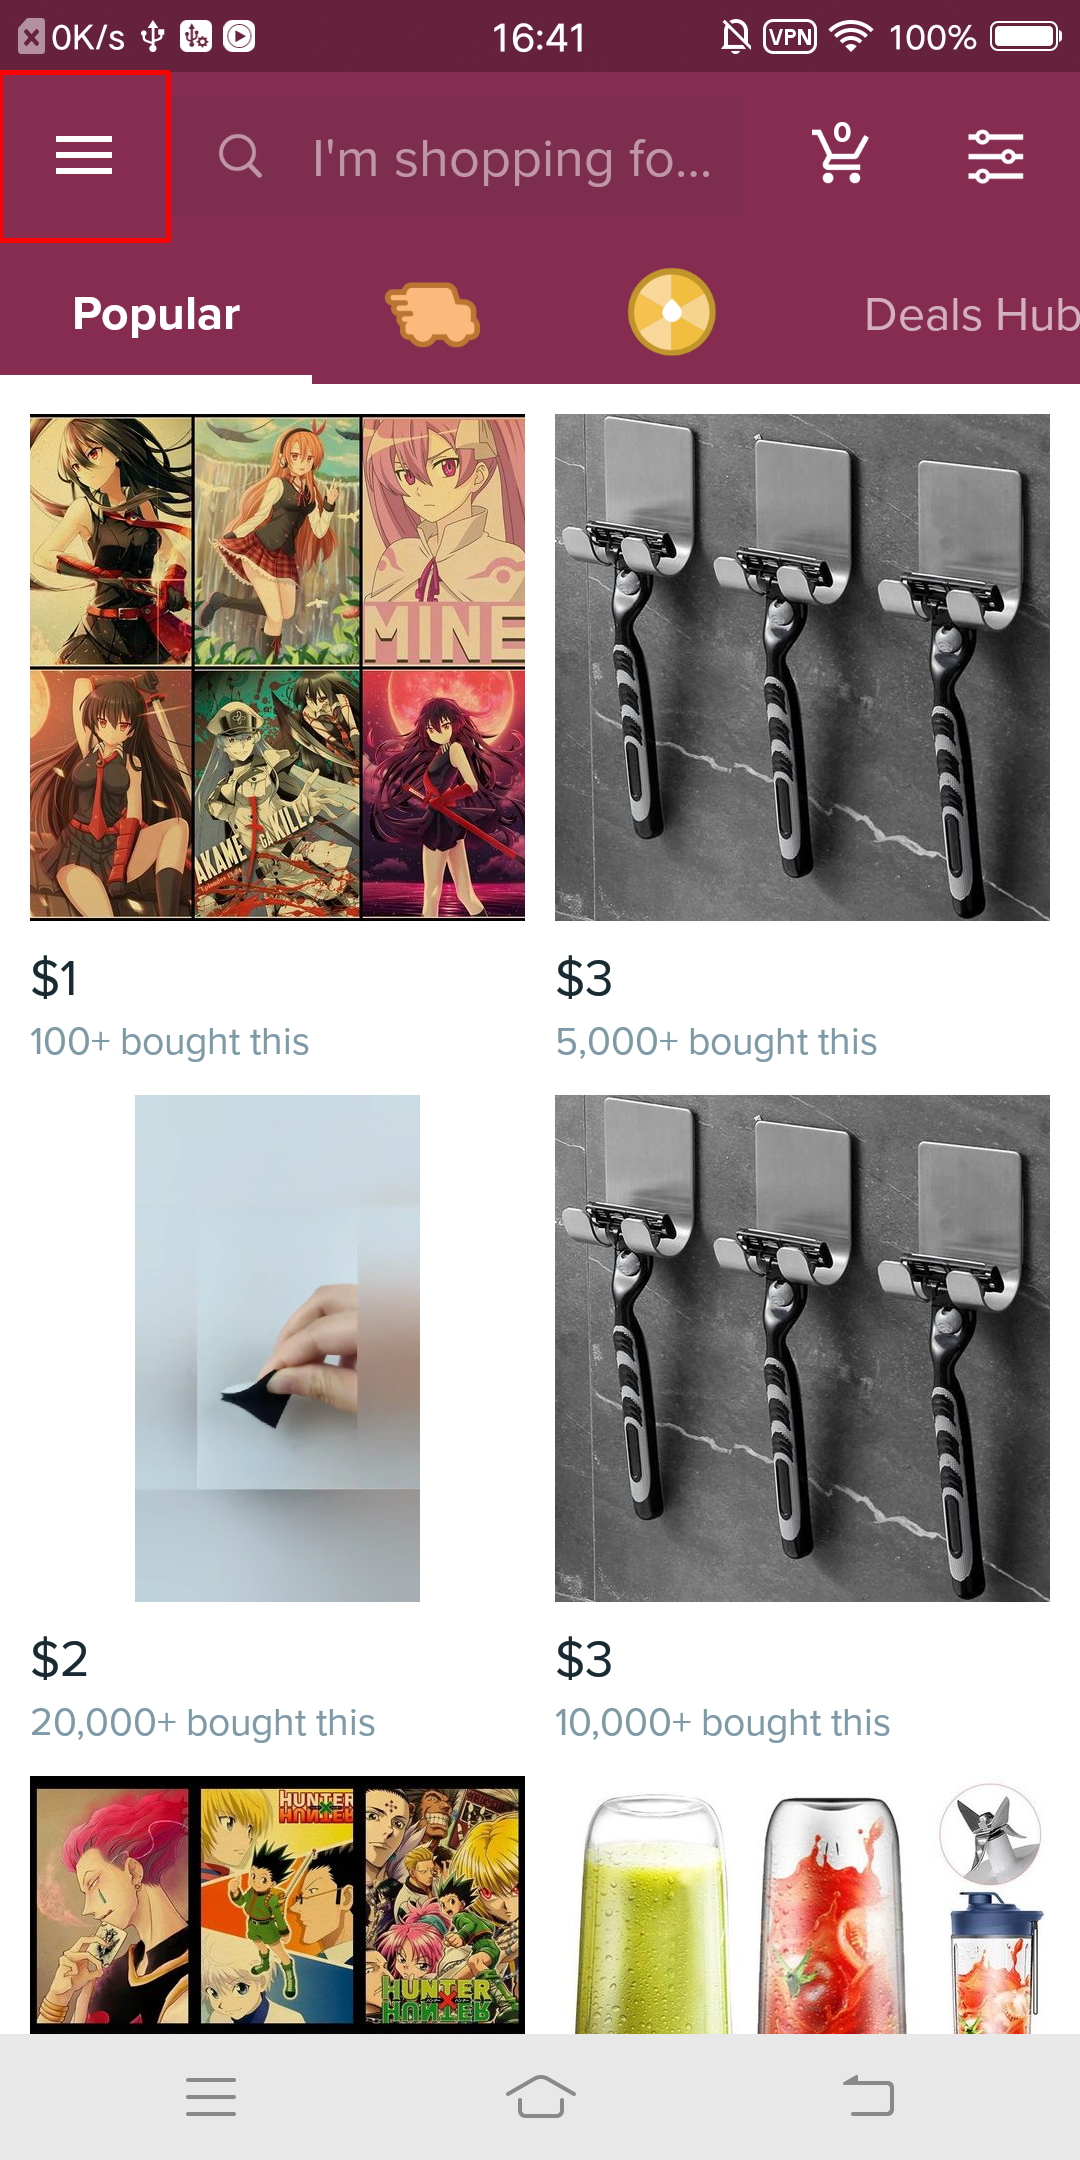 0K/s 16:41 VPN 100%
I'm shopping fo...
0
Popular
Deals Hub
MINE
AKAME GA KILL!
$1
100+ bought this
$3
5,000+ bought this
$2
20,000+ bought this
$3
10,000+ bought this
HUNTER
HUNTER
HUNTER
HUNTER